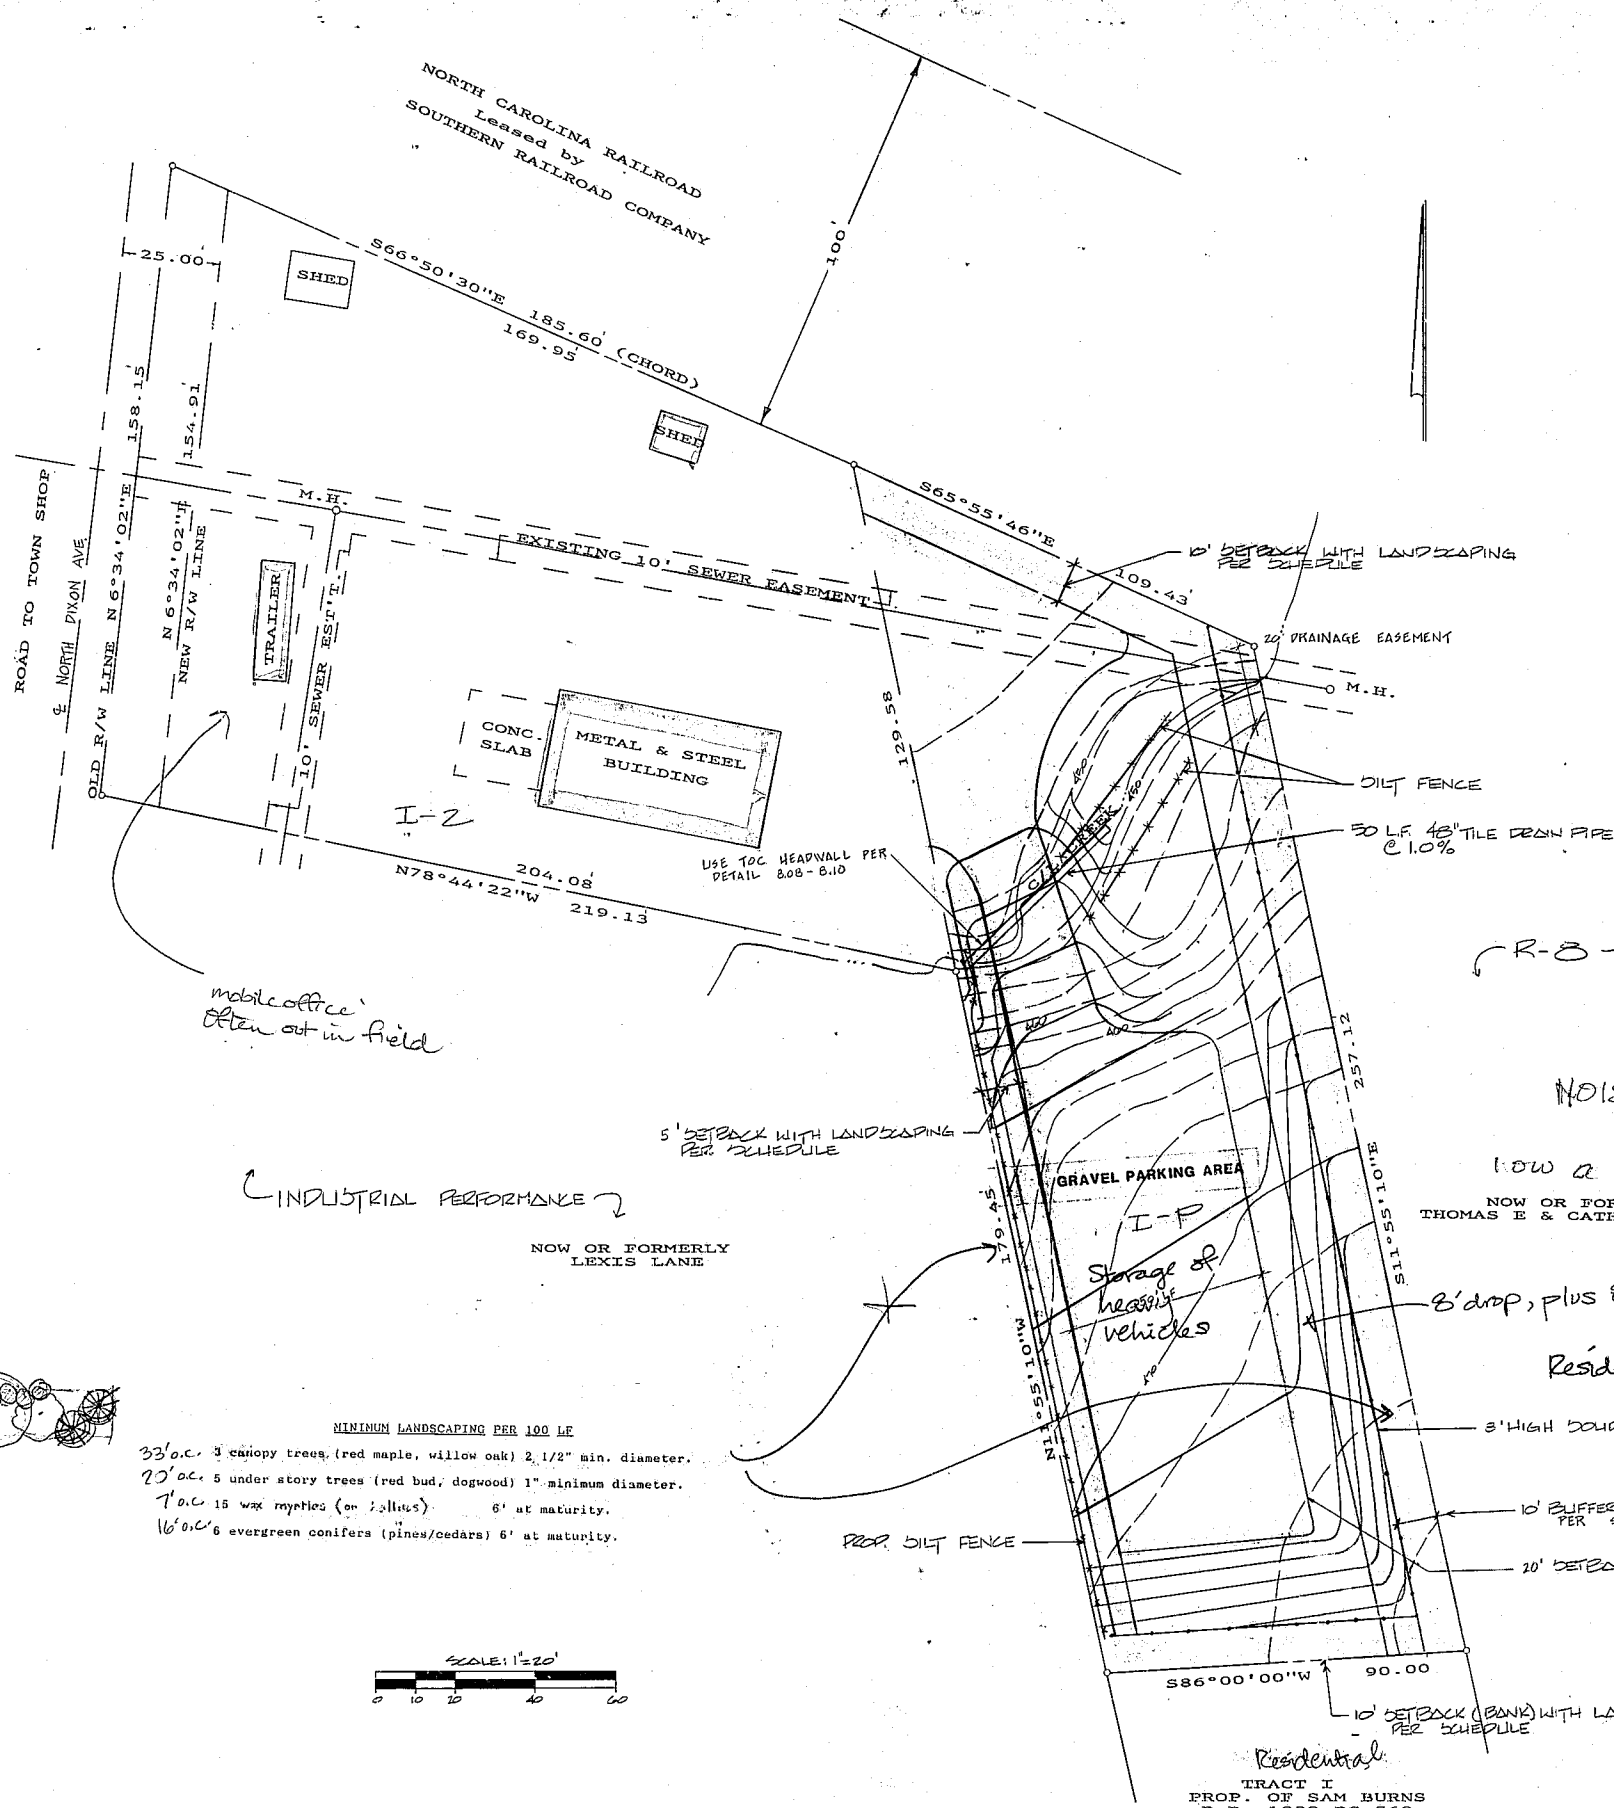 NORTH CAROLINA RAILROAD
Leased by
SOUTHERN RAILROAD COMPANY
100'
25.00'
SHED
S66°50'30"E 185.60' (CHORD)
169.95'
158.15'
154.91'
SHED
ROAD TO TOWN SHOP
℄ NORTH DIXON AVE.
OLD R/W LINE N 6°34'02"E
N 6°34'02"E
NEW R/W LINE
M.H.
TRAILER
10' SEWER EST'T.
EXISTING 10' SEWER EASEMENT
S65°55'46"E
109.43'
10' SETBACK WITH LANDSCAPING
PER SCHEDULE
20' DRAINAGE EASEMENT
M.H.
129.58
CONC.
SLAB
METAL & STEEL
BUILDING
I-2
USE TOC HEADWALL PER
DETAIL 8.08 - 8.10
204.08'
N78°44'22"W 219.13'
450
450
CREEK
SILT FENCE
50 L.F. 48" TILE DRAIN PIPE
@ 1.0%
R-8 -
mobile office
Often out in field
460
460
257.12
S11°55'10"E
5' SETBACK WITH LANDSCAPING
PER SCHEDULE
GRAVEL PARKING AREA
I-P
Storage of
heavy
vehicles
179.45'
N11°55'10"W
470
INDUSTRIAL PERFORMANCE
NOW OR FORMERLY
LEXIS LANE
low a
NOW OR FOR
THOMAS E & CATH
8' drop, plus 8
Resid
8' HIGH SOLID
10' BUFFER
PER S
20' SETBA
MINIMUM LANDSCAPING PER 100 LF
33' o.c. 3 canopy trees (red maple, willow oak) 2 1/2" min. diameter.
20' o.c. 5 under story trees (red bud, dogwood) 1" minimum diameter.
7' o.c. 15 wax myrtles (or) 6' at maturity.
16' o.c. 6 evergreen conifers (pines/cedars) 6' at maturity.
PROP. SILT FENCE
SCALE: 1"=20'
0 10 20 40 60
S86°00'00"W 90.00
10' SETBACK (BANK) WITH LA
PER SCHEDULE
Residential
TRACT I
PROP. OF SAM BURNS